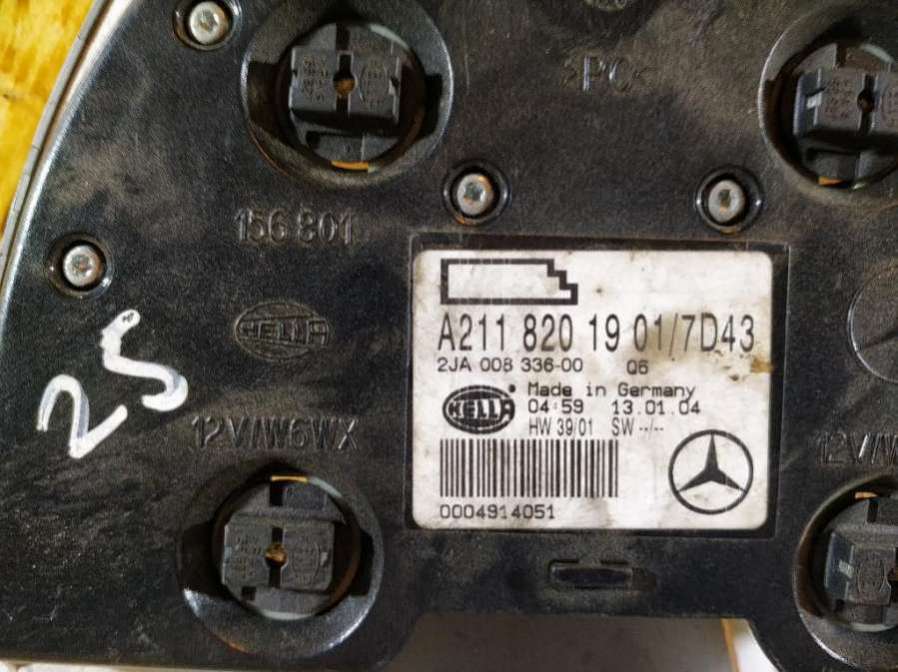 >PC<
156 801
A211 820 19 01/7D43
2JA 008 336-00 Q6
HELLA
Made in Germany
04:59 13.01.04
HW 39/01 SW --/--
0004914051
HELLA
25
12V/W6WX
12V/W